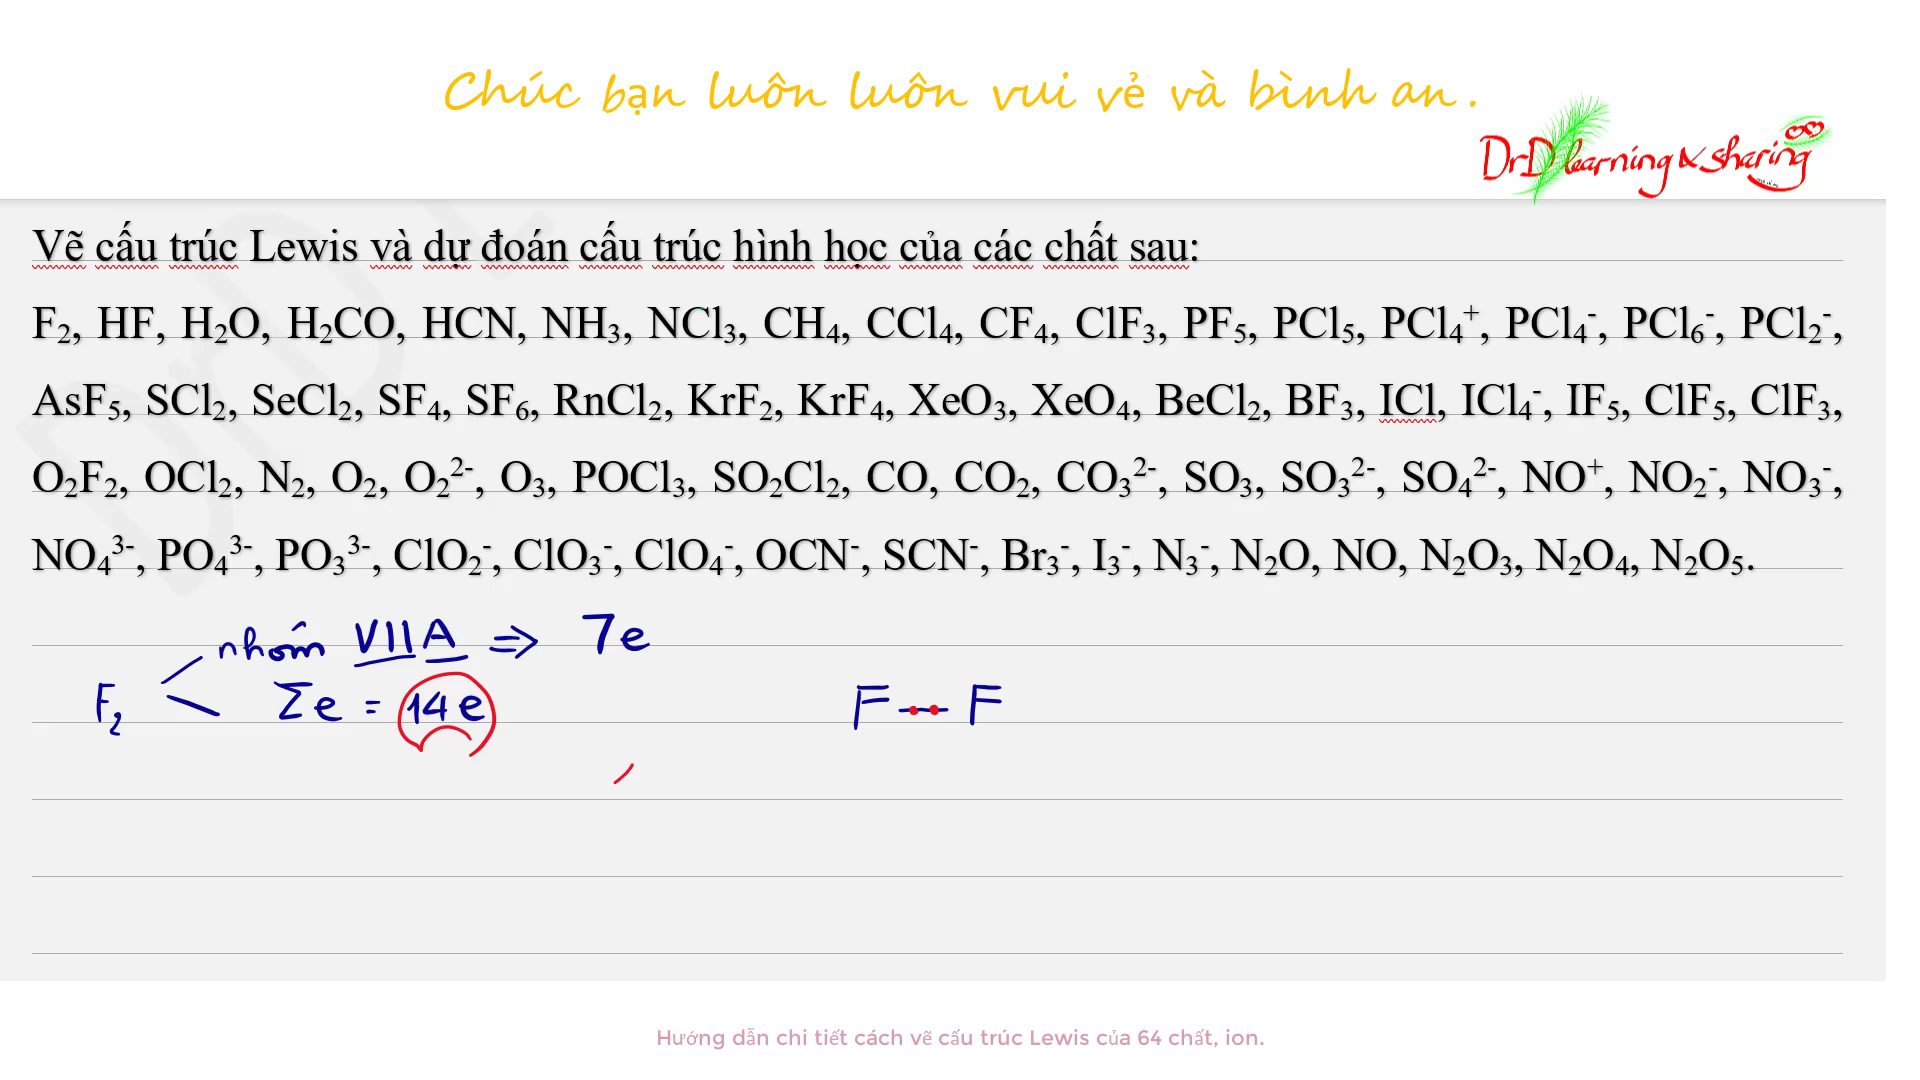 Chúc bạn luôn luôn vui vẻ và bình an.
DrD learning & sharing
Vẽ cấu trúc Lewis và dự đoán cấu trúc hình học của các chất sau:
F₂, HF, H₂O, H₂CO, HCN, NH₃, NCl₃, CH₄, CCl₄, CF₄, ClF₃, PF₅, PCl₅, PCl₄⁺, PCl₄⁻, PCl₆⁻, PCl₂⁻,
AsF₅, SCl₂, SeCl₂, SF₄, SF₆, RnCl₂, KrF₂, KrF₄, XeO₃, XeO₄, BeCl₂, BF₃, ICl, ICl₄⁻, IF₅, ClF₅, ClF₃,
O₂F₂, OCl₂, N₂, O₂, O₂²⁻, O₃, POCl₃, SO₂Cl₂, CO, CO₂, CO₃²⁻, SO₃, SO₃²⁻, SO₄²⁻, NO⁺, NO₂⁻, NO₃⁻,
NO₄³⁻, PO₄³⁻, PO₃³⁻, ClO₂⁻, ClO₃⁻, ClO₄⁻, OCN⁻, SCN⁻, Br₃⁻, I₃⁻, N₃⁻, N₂O, NO, N₂O₃, N₂O₄, N₂O₅.
nhóm VIIA ⇒ 7e
F₂ Σe = 14e F–F
Hướng dẫn chi tiết cách vẽ cấu trúc Lewis của 64 chất, ion.